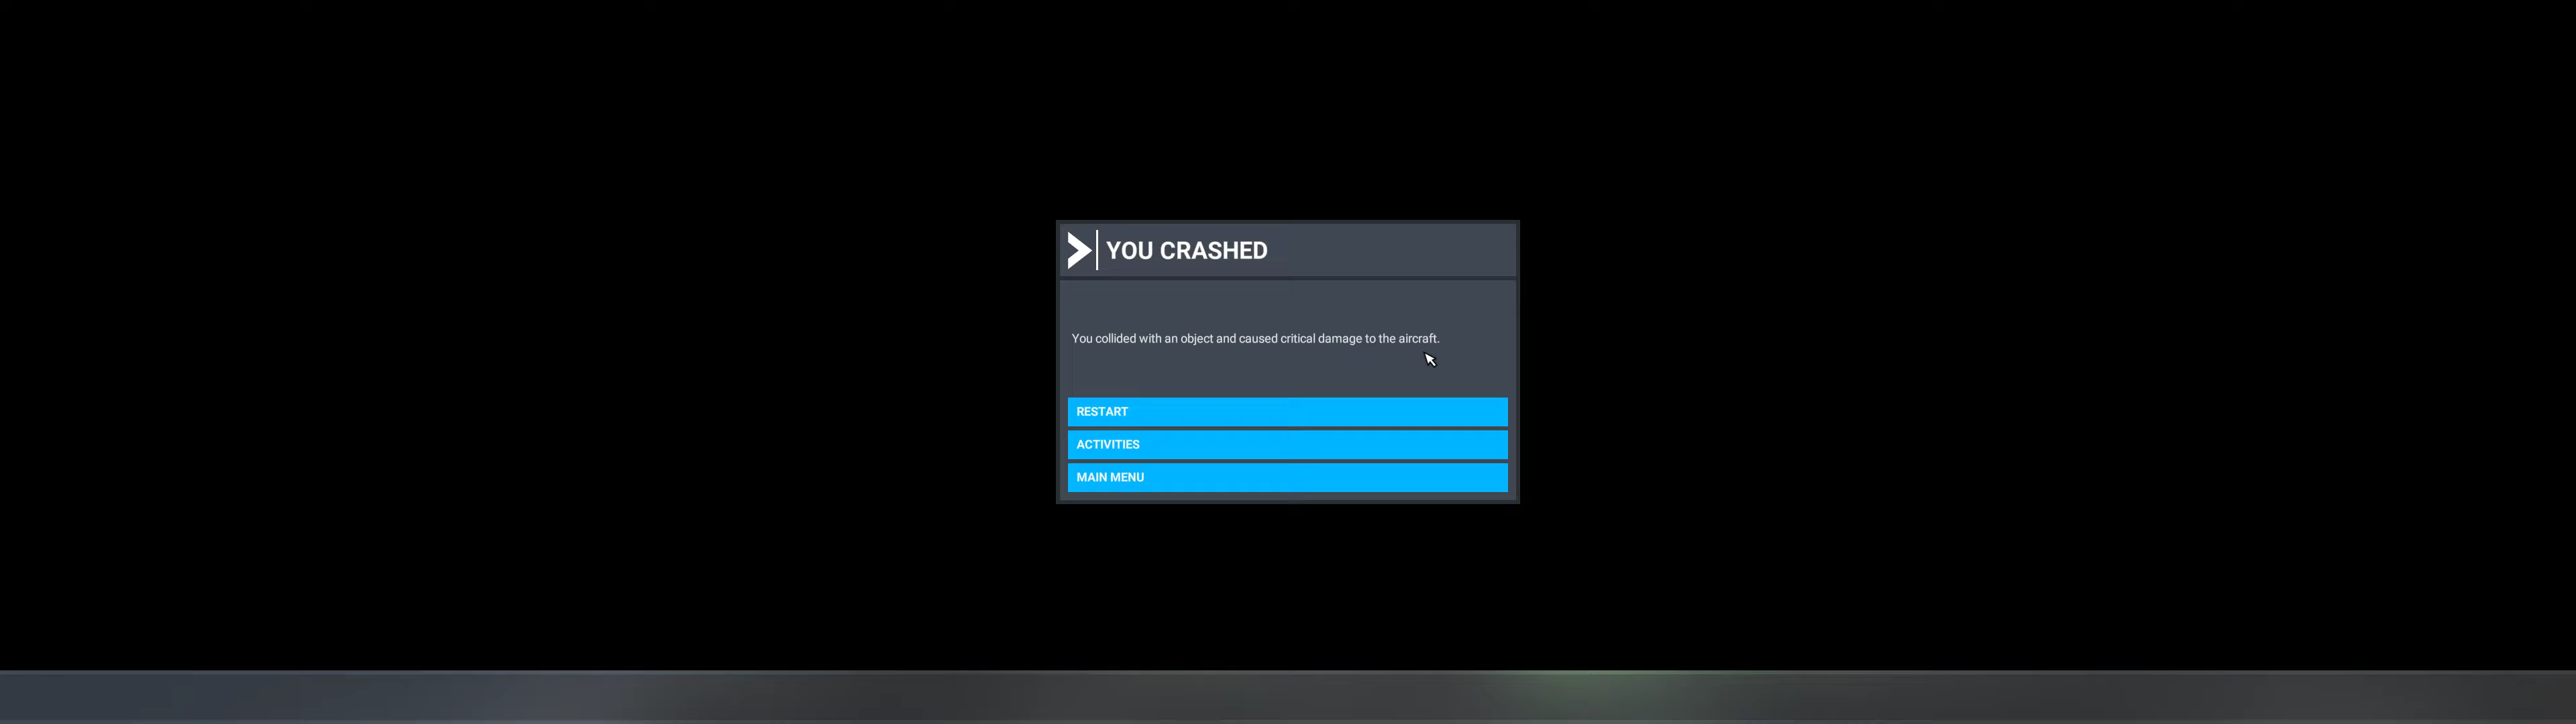 YOU CRASHED
You collided with an object and caused critical damage to the aircraft.
RESTART
ACTIVITIES
MAIN MENU